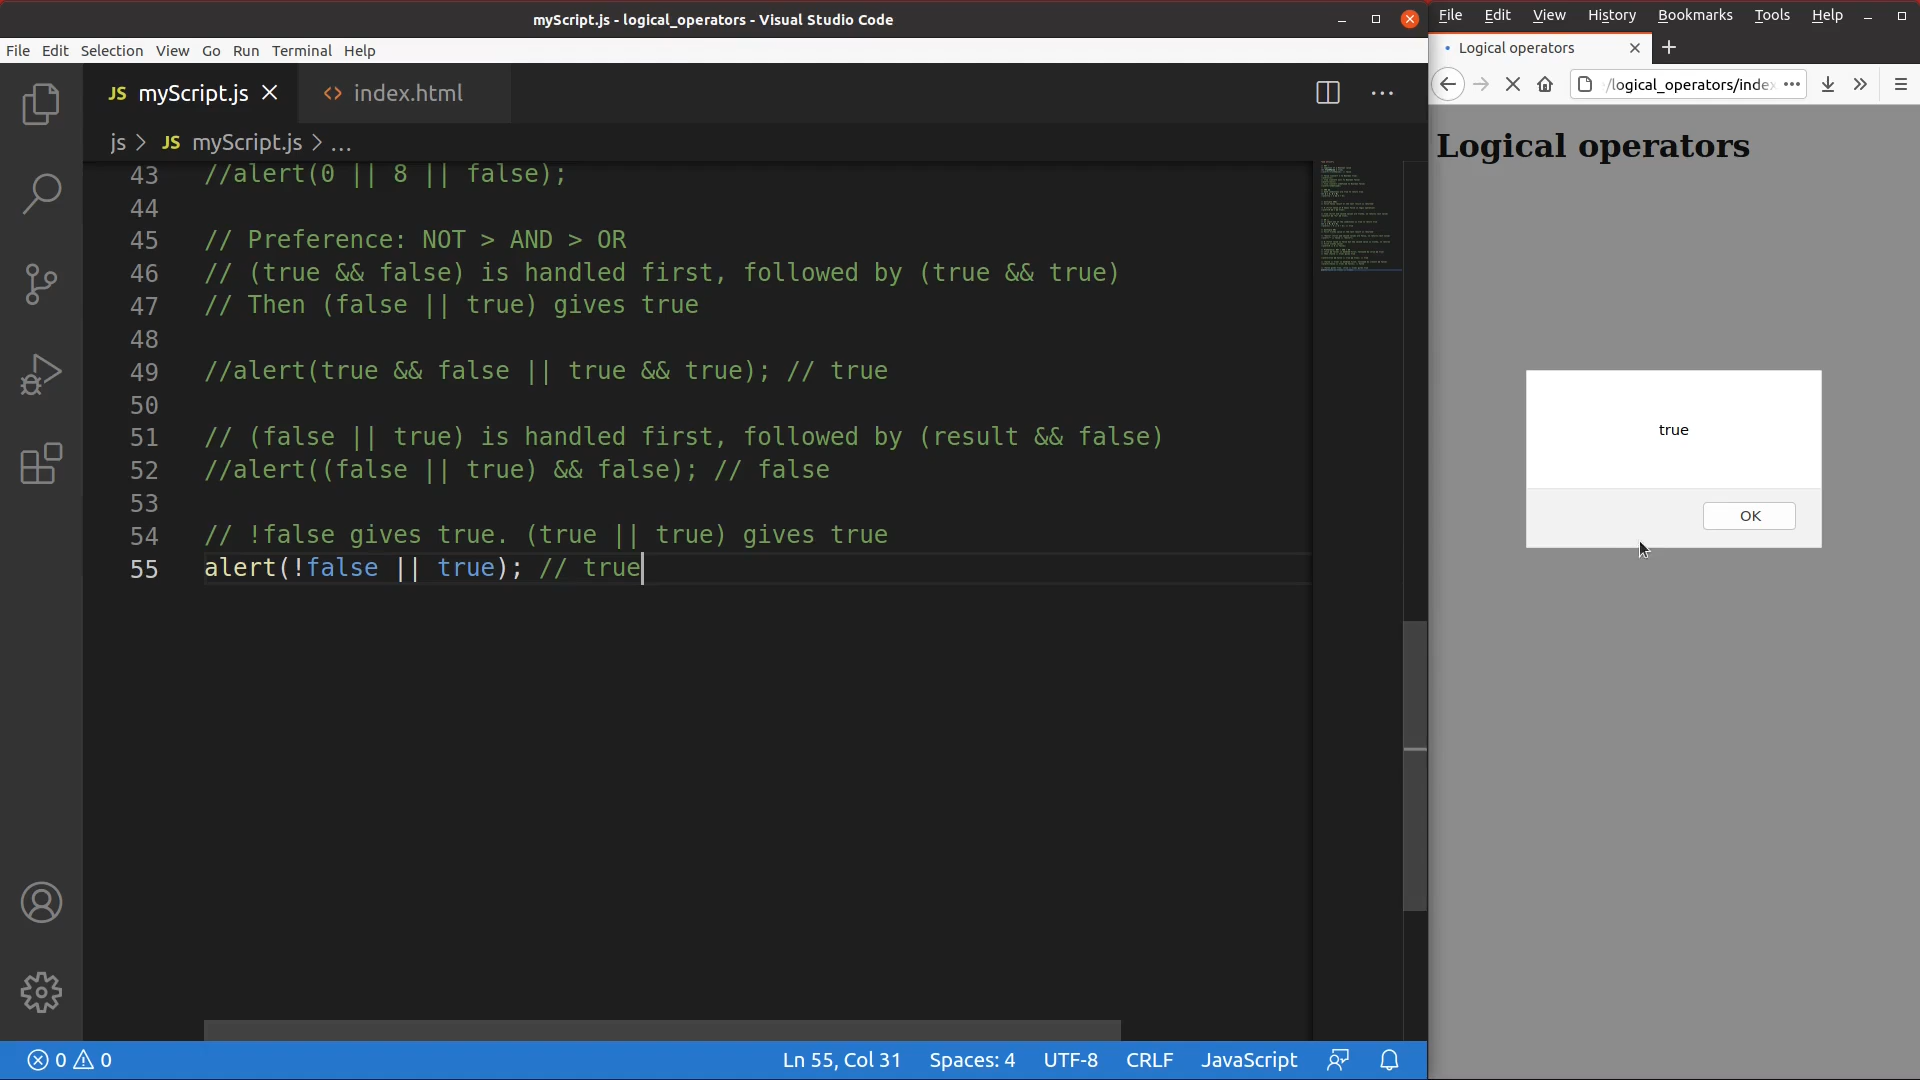 myScript.js - logical_operators - Visual Studio Code
File Edit Selection View Go Run Terminal Help
JS myScript.js index.html
js > JS myScript.js > ...
43 //alert(0 || 8 || false);
44
45 // Preference: NOT > AND > OR
46 // (true && false) is handled first, followed by (true && true)
47 // Then (false || true) gives true
48
49 //alert(true && false || true && true); // true
50
51 // (false || true) is handled first, followed by (result && false)
52 //alert((false || true) && false); // false
53
54 // !false gives true. (true || true) gives true
55 alert(!false || true); // true
0 0 Ln 55, Col 31 Spaces: 4 UTF-8 CRLF JavaScript
File Edit View History Bookmarks Tools Help
Logical operators
/logical_operators/inde
Logical operators
true
OK